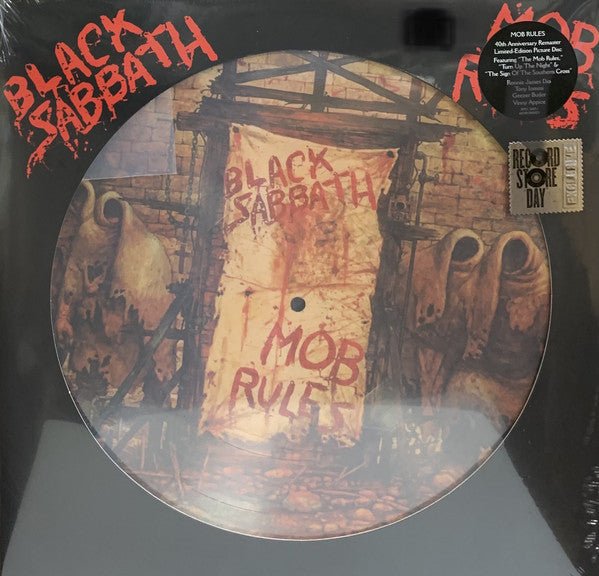 BLACK
SABBATH
MOB
RULES
MOB RULES
40th Anniversary Remaster
Limited-Edition Picture Disc
Featuring "The Mob Rules,"
"Turn Up The Night" &
"The Sign Of The Southern Cross"
Ronnie James Dio
Tony Iommi
Geezer Butler
Vinny Appice
RECORD
STORE
DAY
EXCLUSIVE
BLACK
SABBATH
MOB
RULES